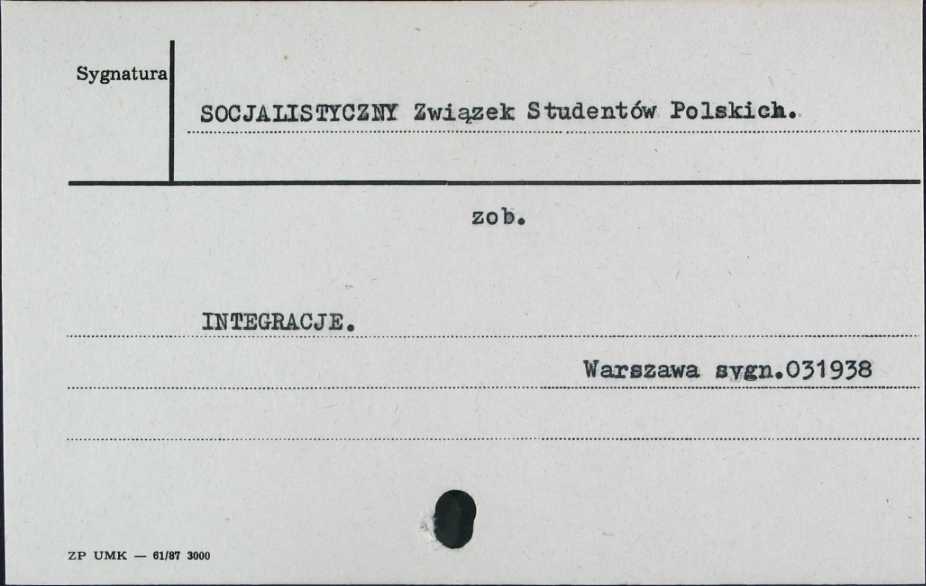 Sygnatura
SOCJALISTYCZNY Związek Studentów Polskich.
zob.
INTEGRACJE.
Warszawa sygn.031938
ZP UMK — 61/87 3000